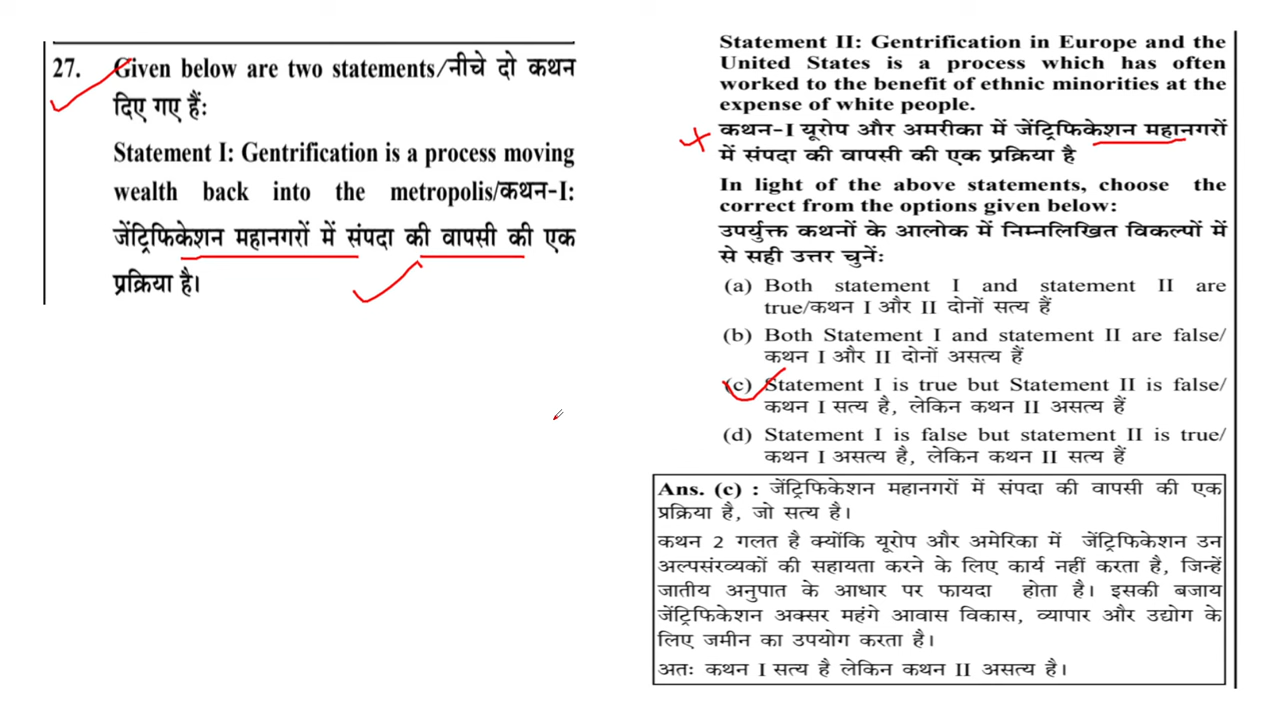 27. Given below are two statements/नीचे दो कथन
दिए गए हैं:
Statement I: Gentrification is a process moving
wealth back into the metropolis/कथन-I:
जेंट्रिफिकेशन महानगरों में संपदा की वापसी की एक
प्रक्रिया है।
Statement II: Gentrification in Europe and the
United States is a process which has often
worked to the benefit of ethnic minorities at the
expense of white people.
कथन-I यूरोप और अमरीका में जेंट्रिफिकेशन महानगरों
में संपदा की वापसी की एक प्रक्रिया है
In light of the above statements, choose the
correct from the options given below:
उपर्युक्त कथनों के आलोक में निम्नलिखित विकल्पों में
से सही उत्तर चुनें:
(a) Both statement I and statement II are
true/कथन I और II दोनों सत्य हैं
(b) Both Statement I and statement II are false/
कथन I और II दोनों असत्य हैं
(c) Statement I is true but Statement II is false/
कथन I सत्य है, लेकिन कथन II असत्य हैं
(d) Statement I is false but statement II is true/
कथन I असत्य है, लेकिन कथन II सत्य हैं
Ans. (c) : जेंट्रिफिकेशन महानगरों में संपदा की वापसी की एक
प्रक्रिया है, जो सत्य है।
कथन 2 गलत है क्योंकि यूरोप और अमेरिका में जेंट्रिफिकेशन उन
अल्पसंख्यकों की सहायता करने के लिए कार्य नहीं करता है, जिन्हें
जातीय अनुपात के आधार पर फायदा होता है। इसकी बजाय
जेंट्रिफिकेशन अक्सर महंगे आवास विकास, व्यापार और उद्योग के
लिए जमीन का उपयोग करता है।
अतः कथन I सत्य है लेकिन कथन II असत्य है।